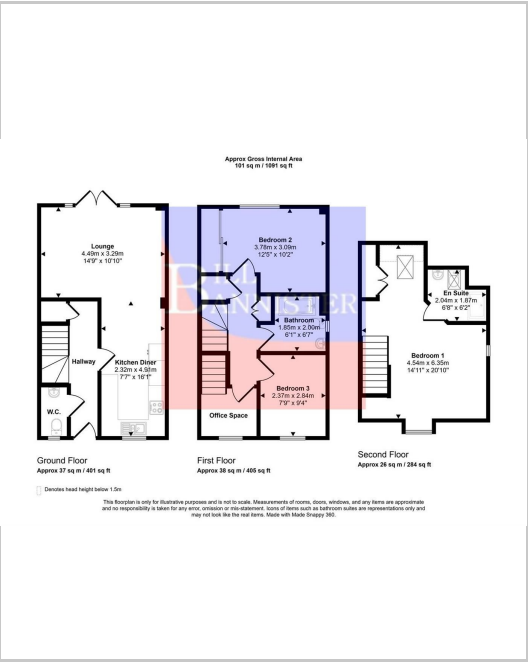 Approx Gross Internal Area
101 sq m / 1091 sq ft
Lounge
4.49m x 3.29m
14'9" x 10'10"
Hallway
Kitchen Diner
2.32m x 4.91m
7'7" x 16'1"
W.C.
Ground Floor
Approx 37 sq m / 401 sq ft
Bedroom 2
3.78m x 3.09m
12'5" x 10'2"
BILL
BANNISTER
Bathroom
1.85m x 2.00m
6'1" x 6'7"
Bedroom 3
2.37m x 2.84m
7'9" x 9'4"
Office Space
First Floor
Approx 38 sq m / 405 sq ft
En Suite
2.04m x 1.87m
6'8" x 6'2"
Bedroom 1
4.54m x 6.35m
14'11" x 20'10"
Second Floor
Approx 26 sq m / 284 sq ft
Denotes head height below 1.5m
This floorplan is only for illustrative purposes and is not to scale. Measurements of rooms, doors, windows, and any items are approximate
and no responsibility is taken for any error, omission or mis-statement. Icons of items such as bathroom suites are representations only and
may not look like the real items. Made with Made Snappy 360.